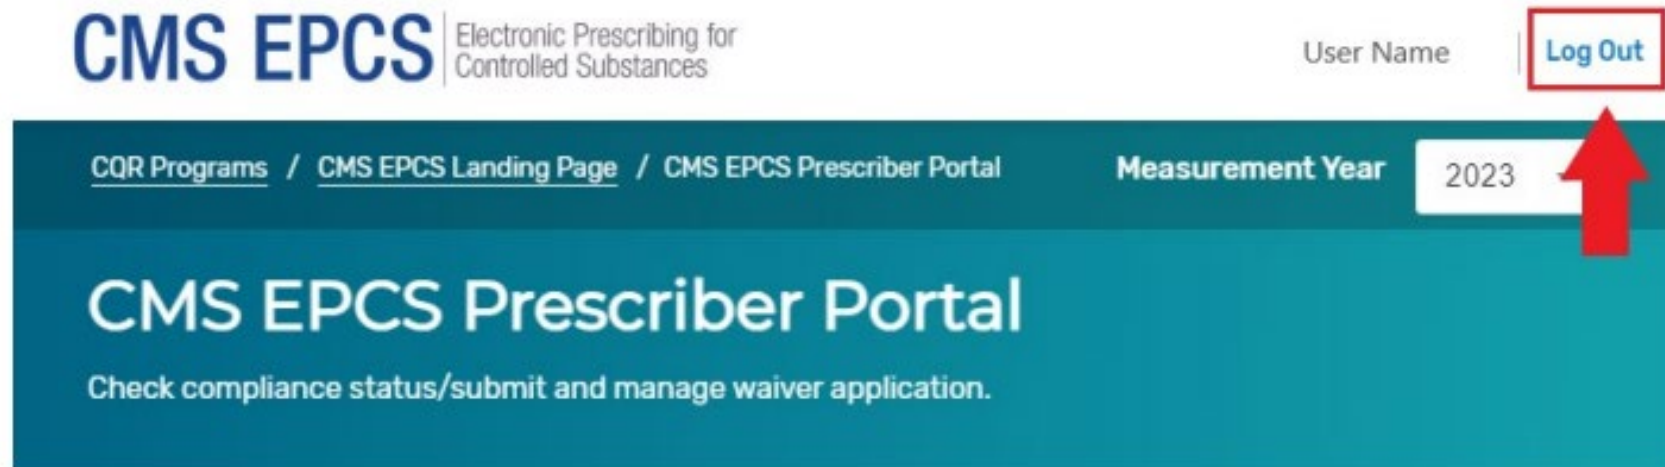 CMS EPCS
Electronic Prescribing for
Controlled Substances
User Name
Log Out
CQR Programs / CMS EPCS Landing Page / CMS EPCS Prescriber Portal
Measurement Year
2023
CMS EPCS Prescriber Portal
Check compliance status/submit and manage waiver application.